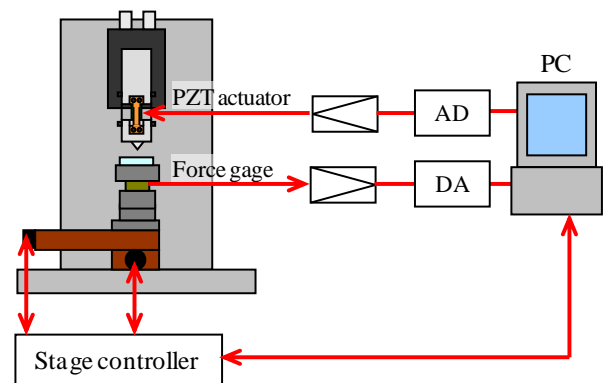 PC
PZT actuator
AD
Force gage
DA
Stage controller